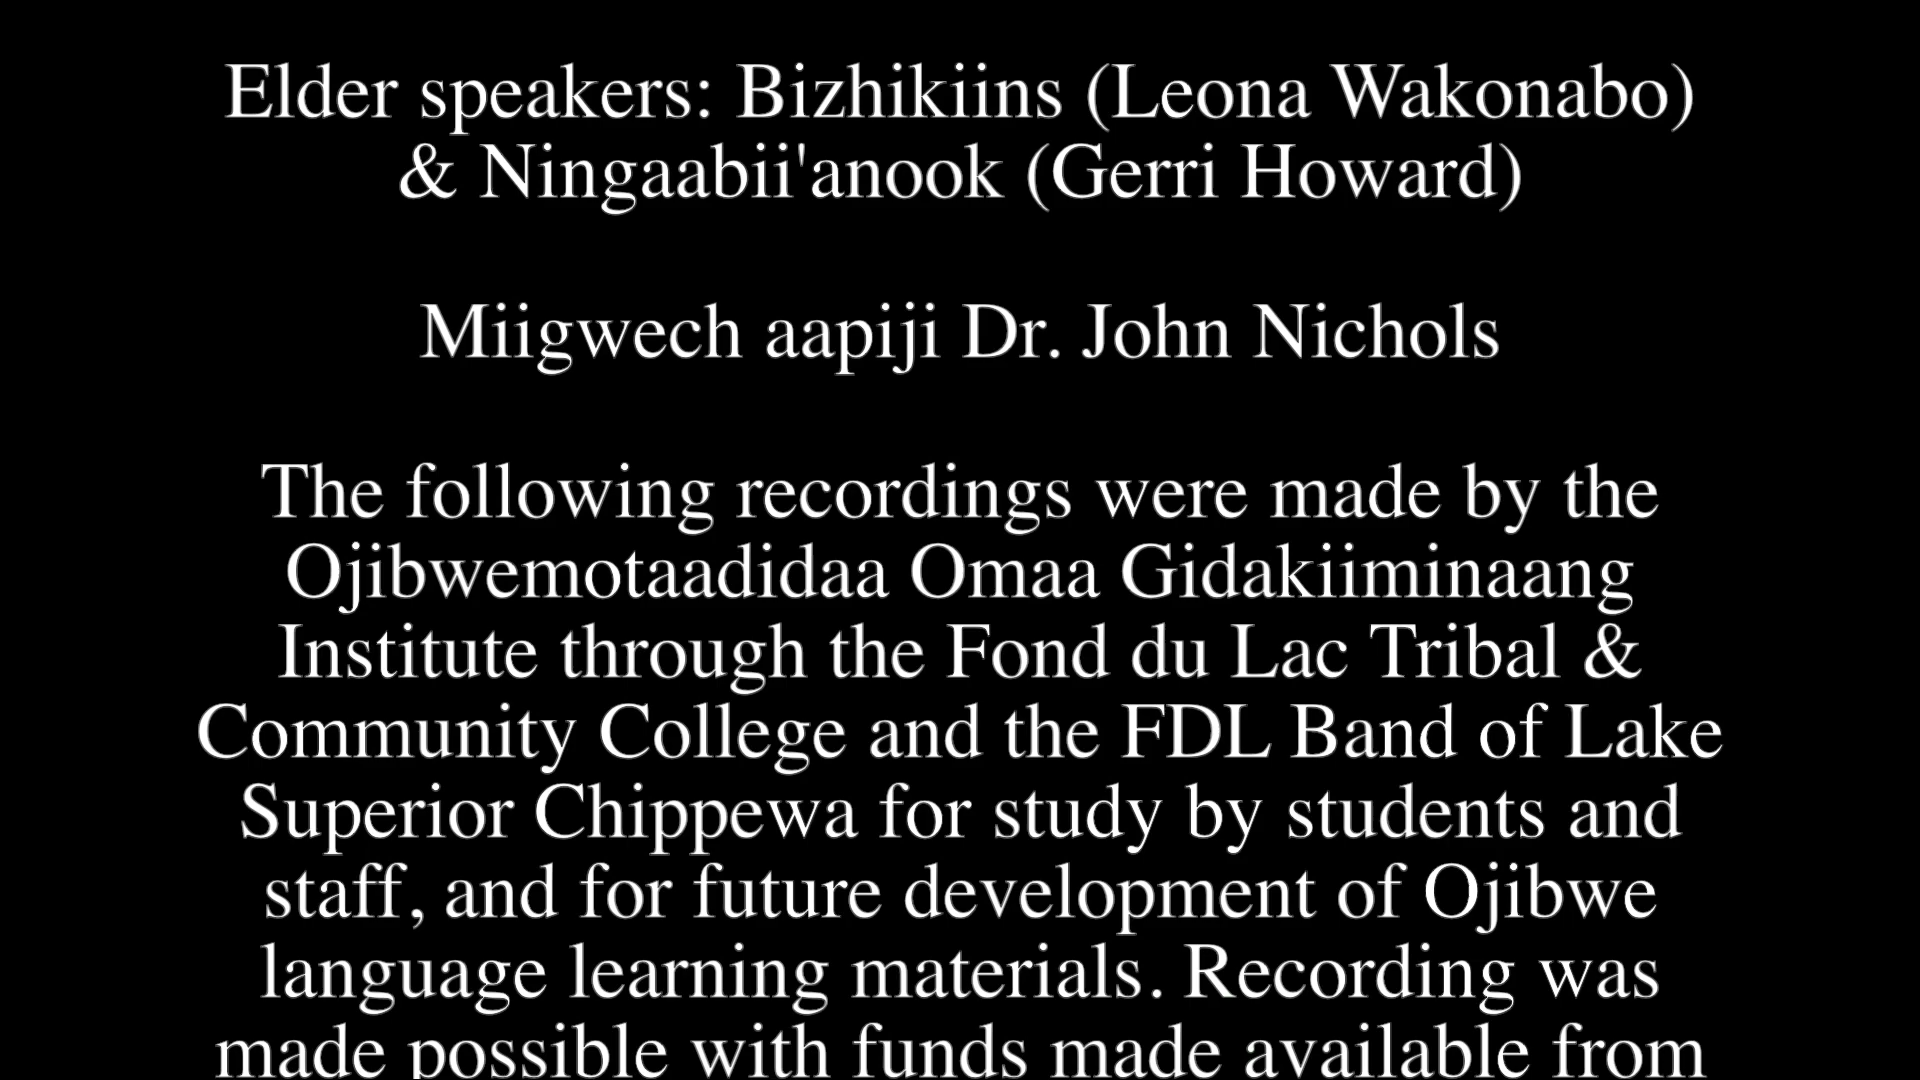 Elder speakers: Bizhikiins (Leona Wakonabo)
& Ningaabii'anook (Gerri Howard)
Miigwech aapiji Dr. John Nichols
The following recordings were made by the
Ojibwemotaadidaa Omaa Gidakiiminaang
Institute through the Fond du Lac Tribal &
Community College and the FDL Band of Lake
Superior Chippewa for study by students and
staff, and for future development of Ojibwe
language learning materials. Recording was
made possible with funds made available from